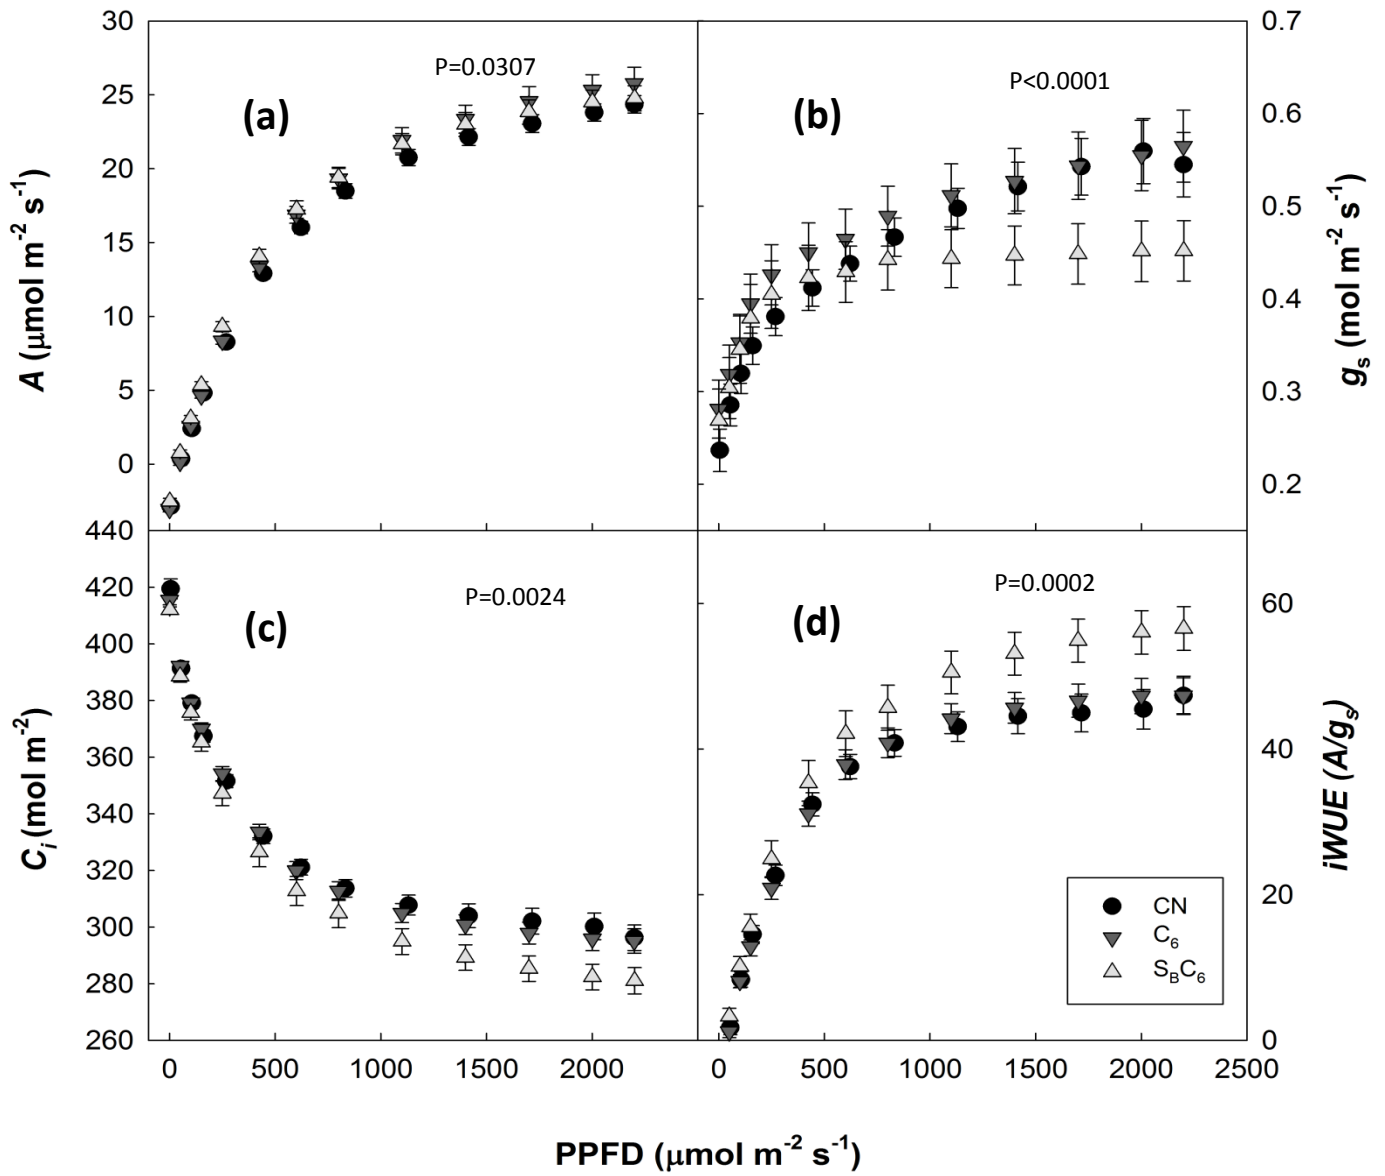 30
25
20
15
10
5
0
A (μmol m⁻² s⁻¹)
(a)
P=0.0307
(b)
P<0.0001
0.7
0.6
0.5
0.4
0.3
0.2
gₛ (mol m⁻² s⁻¹)
440
420
400
380
360
340
320
300
280
260
Cᵢ (mol m⁻²)
(c)
P=0.0024
(d)
P=0.0002
60
40
20
0
iWUE (A/gₛ)
CN
C₆
S_BC₆
0 500 1000 1500 2000 0 500 1000 1500 2000 2500
PPFD (μmol m⁻² s⁻¹)